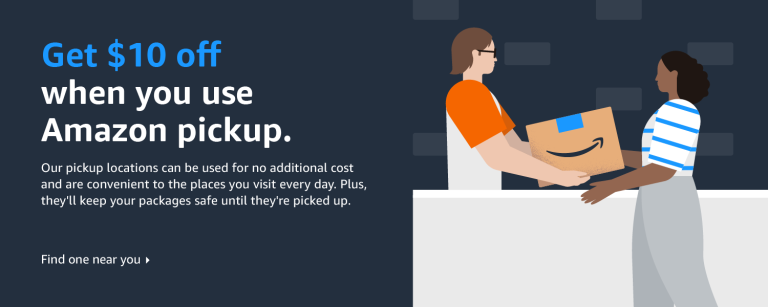 Get $10 off
when you use
Amazon pickup.
Our pickup locations can be used for no additional cost
and are convenient to the places you visit every day. Plus,
they'll keep your packages safe until they're picked up.
Find one near you